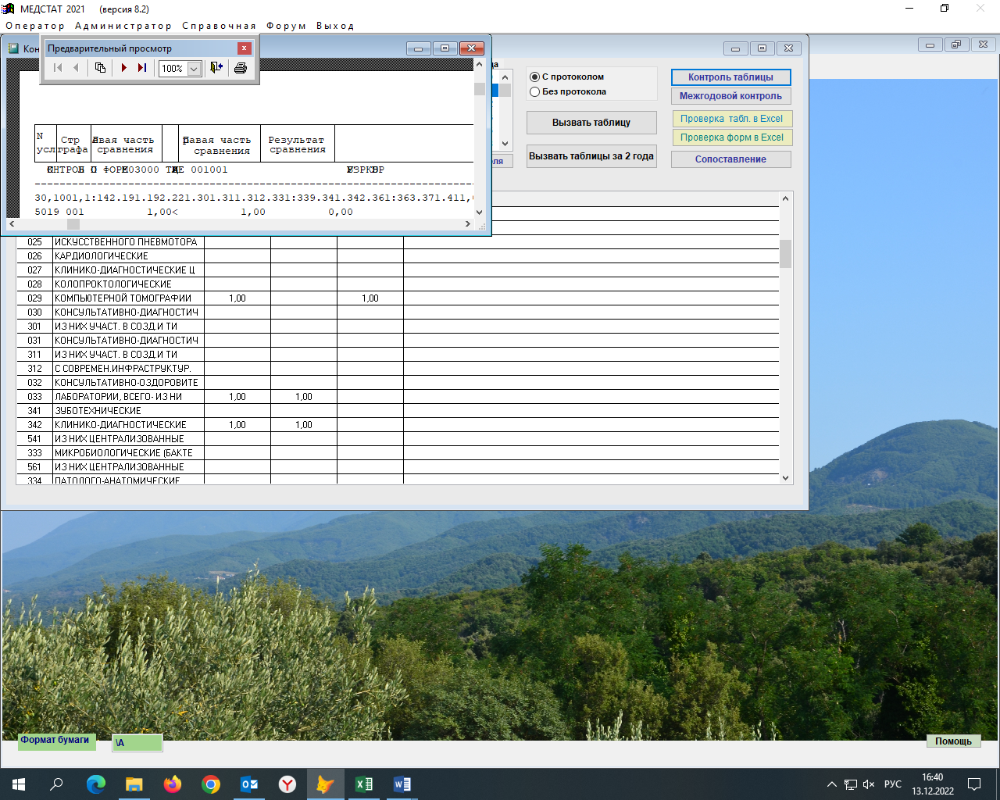 МЕДСТАТ 2021 (версия 8.2)
Оператор Администратор Справочная Форум Выход
Кон
Предварительный просмотр
100%
ца
С протоколом
Без протокола
Контроль таблицы
Межгодовой контроль
Вызвать таблицу
Проверка табл. в Excel
Проверка форм в Excel
Вызвать таблицы за 2 года
еля
Сопоставление
N
усл
Стр
графа
Левая часть
сравнения
Правая часть
сравнения
Результат
сравнения
001001
30,1001,1:142.191.192.221.301.311.312.331:339.341.342.361:363.371.411,
5019 001 1,00< 1,00 0,00
025 ИСКУССТВЕННОГО ПНЕВМОТОРА
026 КАРДИОЛОГИЧЕСКИЕ
027 КЛИНИКО-ДИАГНОСТИЧЕСКИЕ Ц
028 КОЛОПРОКТОЛОГИЧЕСКИЕ
029 КОМПЬЮТЕРНОЙ ТОМОГРАФИИ 1,00 1,00
030 КОНСУЛЬТАТИВНО-ДИАГНОСТИЧ
301 ИЗ НИХ УЧАСТ. В СОЗД.И ТИ
031 КОНСУЛЬТАТИВНО-ДИАГНОСТИЧ
311 ИЗ НИХ УЧАСТ. В СОЗД.И ТИ
312 С СОВРЕМЕН.ИНФРАСТРУКТУР.
032 КОНСУЛЬТАТИВНО-ОЗДОРОВИТЕ
033 ЛАБОРАТОРИИ, ВСЕГО- ИЗ НИ 1,00 1,00
341 ЗУБОТЕХНИЧЕСКИЕ
342 КЛИНИКО-ДИАГНОСТИЧЕСКИЕ 1,00 1,00
541 ИЗ НИХ ЦЕНТРАЛИЗОВАННЫЕ
333 МИКРОБИОЛОГИЧЕСКИЕ (БАКТЕ
561 ИЗ НИХ ЦЕНТРАЛИЗОВАННЫЕ
334 ПАТОЛОГО-АНАТОМИЧЕСКИЕ
Формат бумаги
\A
Помощь
РУС
16:40
13.12.2022